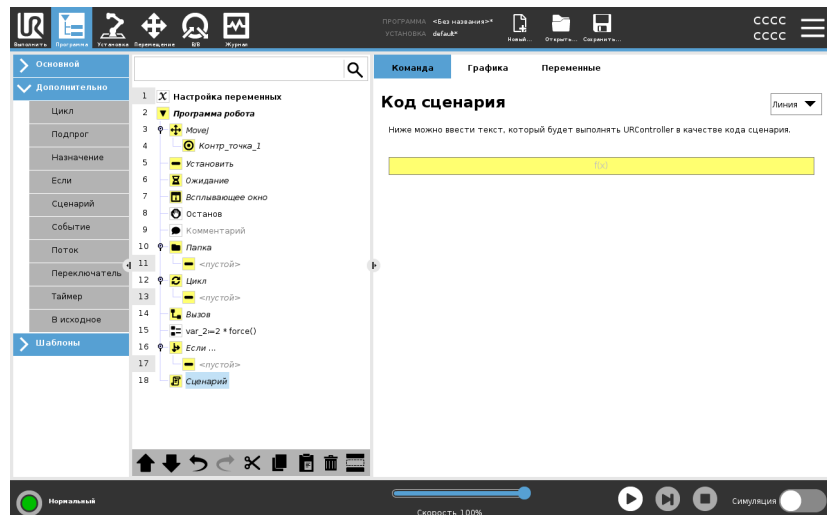 UR
ПРОГРАММА <Без названия>*
УСТАНОВКА default*
Выполнить Программа Установка Перемещение В/В Журнал
Новый... Открыть... Сохранить...
cccc
cccc
Основной
Дополнительно
Цикл
Подпрог
Назначение
Если
Сценарий
Событие
Поток
Переключатель
Таймер
В исходное
Шаблоны
1 X Настройка переменных
2 Программа робота
3 MoveJ
4 Контр_точка_1
5 Установить
6 Ожидание
7 Всплывающее окно
8 Останов
9 Комментарий
10 Папка
11 <пустой>
12 Цикл
13 <пустой>
14 Вызов
15 var_2≔2 * force()
16 Если ...
17 <пустой>
18 Сценарий
Команда Графика Переменные
Код сценария
Линия
Ниже можно ввести текст, который будет выполнять URController в качестве кода сценария.
f(x)
Нормальный
Скорость 100%
Симуляция